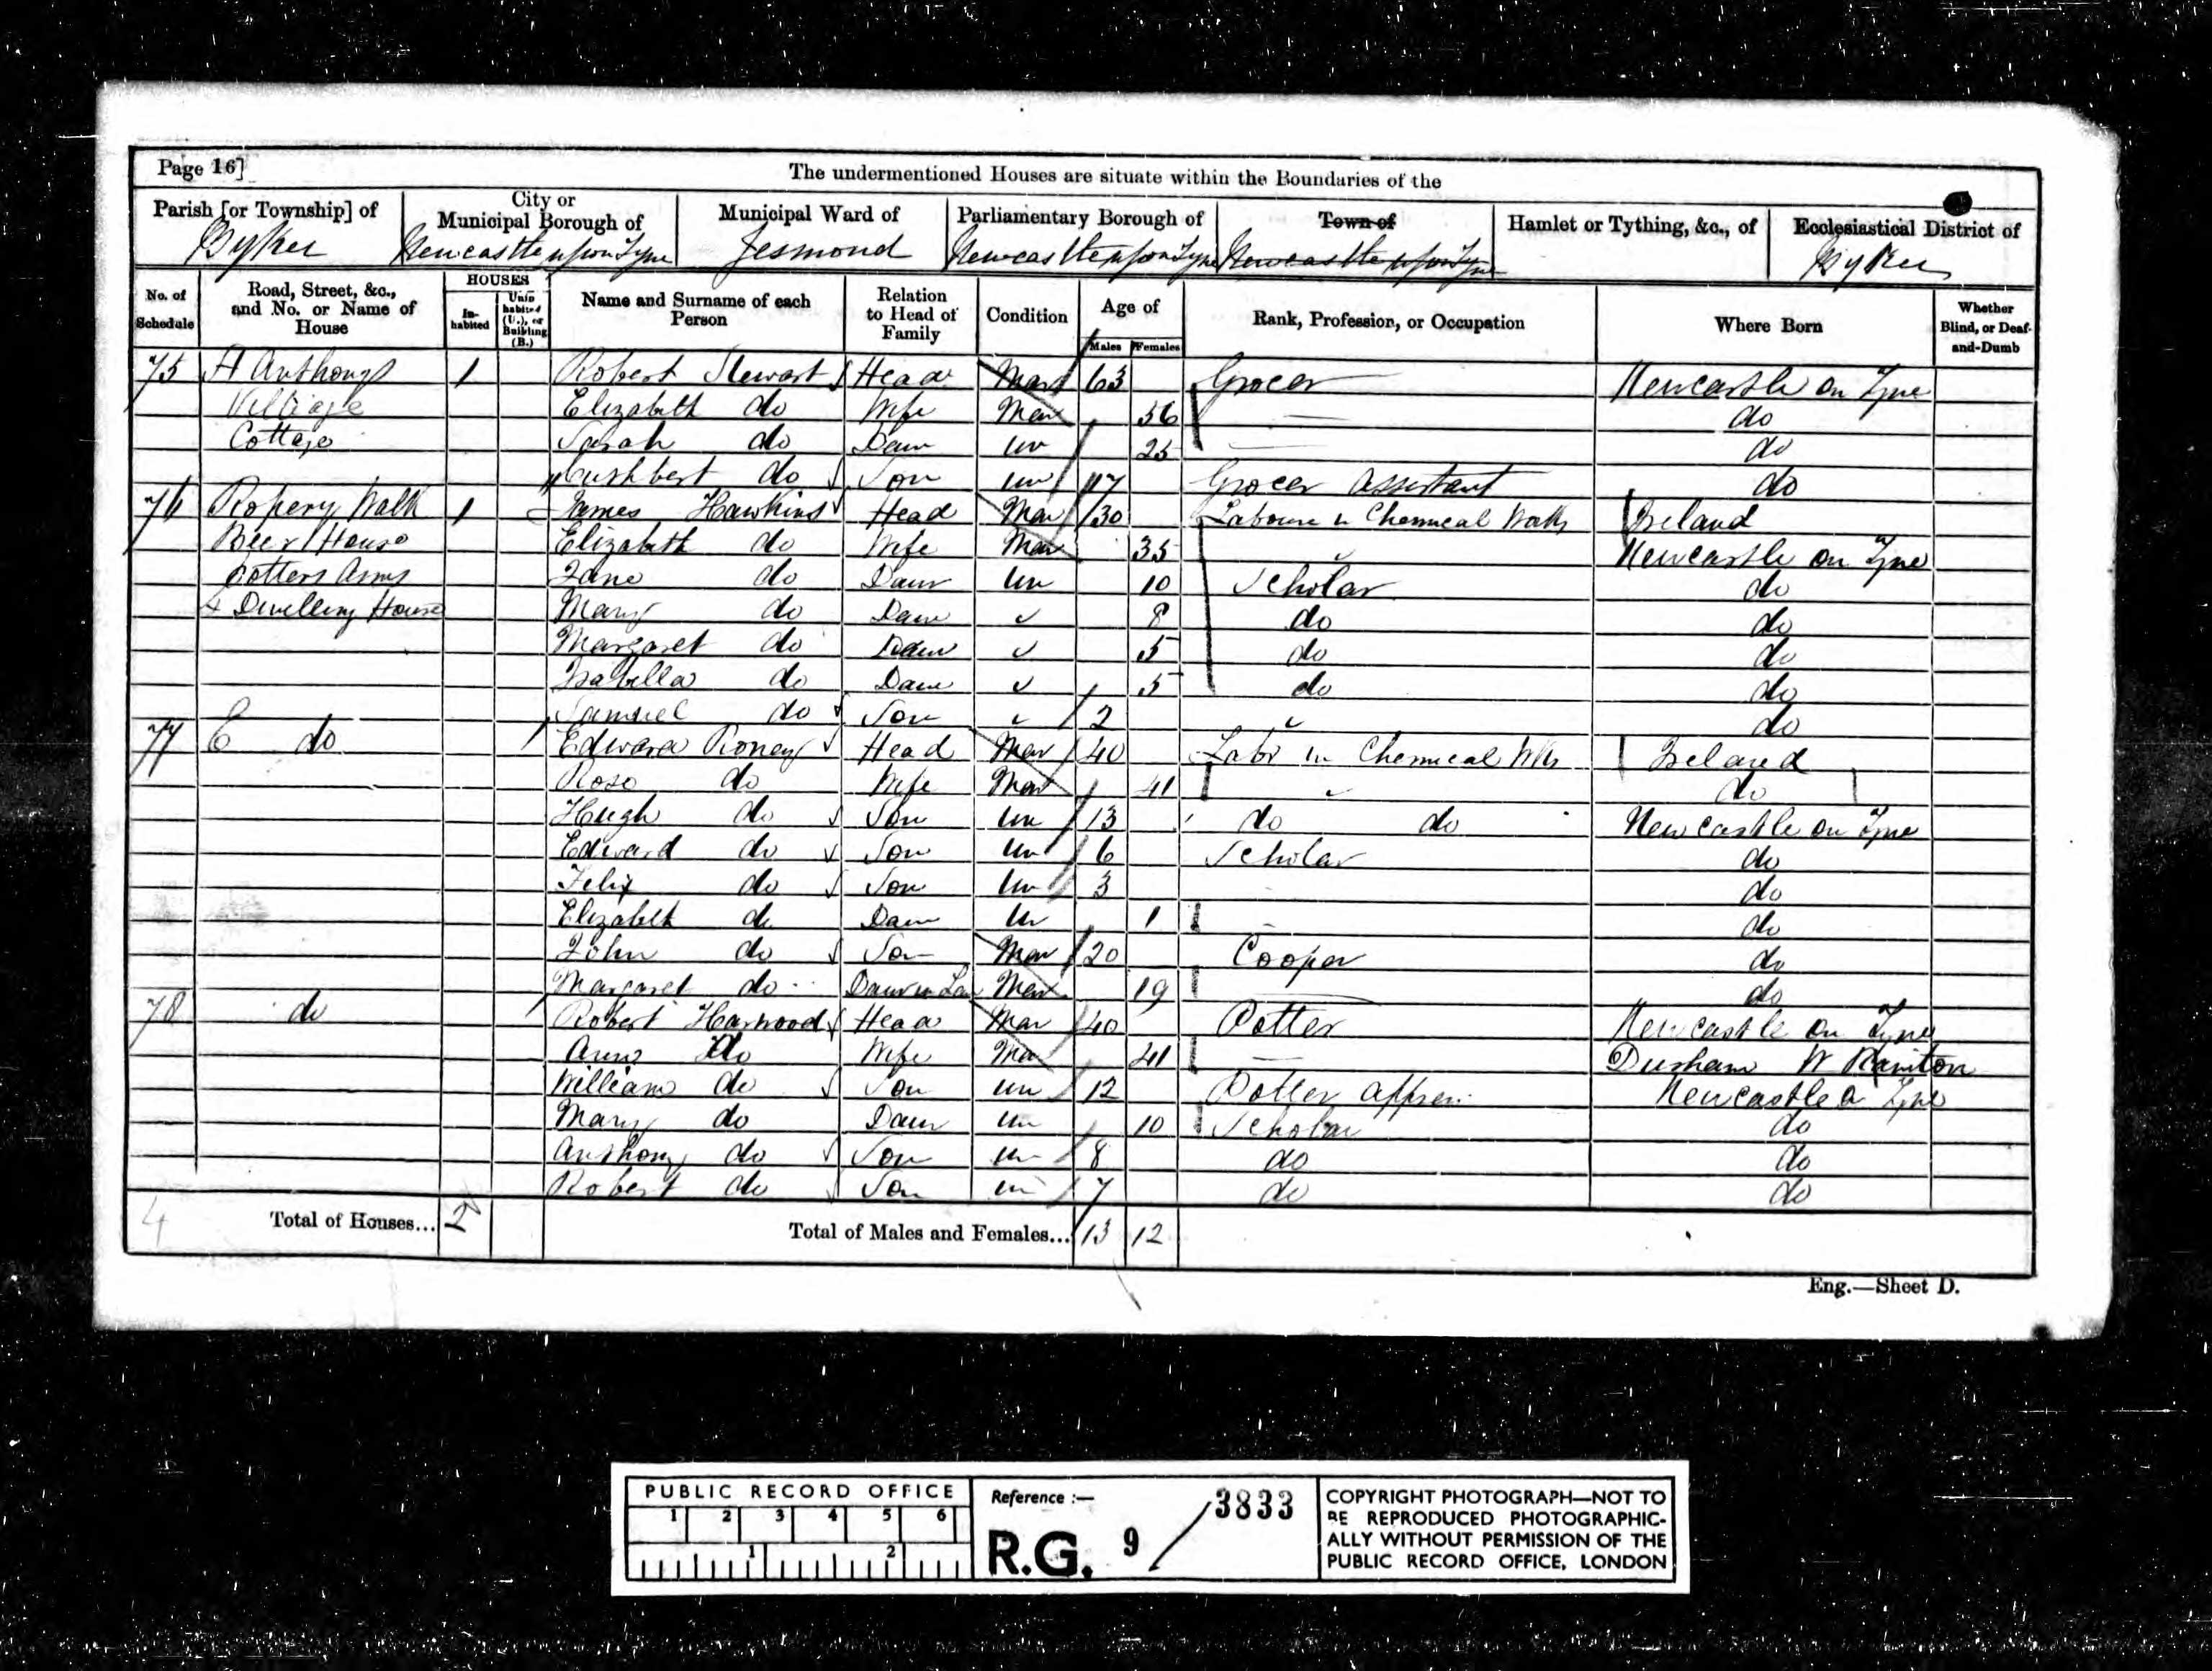 Page 16]
The undermentioned Houses are situate within the Boundaries of the
Parish [or Township] of
Byker
City or
Municipal Borough of
Newcastle upon Tyne
Municipal Ward of
Jesmond
Parliamentary Borough of
Newcastle upon Tyne
Town of
Newcastle upon Tyne
Hamlet or Tything, &c., of
Ecclesiastical District of
Byker
No. of Schedule
Road, Street, &c., and No. or Name of House
HOUSES
In-habited
Unin-habited (U.), or Building (B.)
Name and Surname of each Person
Relation to Head of Family
Condition
Age of
Males
Females
Rank, Profession, or Occupation
Where Born
Whether Blind, or Deaf-and-Dumb
75 St Anthonys 1 Robert Stewart Head Mar 63 Grocer Newcastle on Tyne
Village Elizabeth do Wife Mar 56 do
Cottage Sarah do Daur un 25 do
Cuthbert do Son un 17 Grocer Assistant do
76 Ropery Walk 1 James Hawkins Head Mar 30 Labourer in Chemical Works Ireland
Beer House Elizabeth do Wife Mar 35 Newcastle on Tyne
Potters Arms Jane do Daur un 10 Scholar do
& Dwelling House Mary do Daur 8 do do
Margaret do Daur 5 do do
Isabella do Daur 5 do do
Samuel do Son 2 do
77 do Edward Roney Head Mar 40 Labr in Chemical Wks Ireland
Rose do Wife Mar 41 do
Hugh do Son un 13 do do Newcastle on Tyne
Edward do Son un 6 Scholar do
Felix do Son un 3 do
Elizabeth do Daur un 1 do
John do Son Mar 20 Cooper do
Margaret do Daur in Law Mar 19 do
78 do Robert Harwood Head Mar 40 Potter Newcastle on Tyne
Ann do Wife Mar 41 Durham W Rainton
William do Son un 12 Potter Appren Newcastle o Tyne
Mary do Daur un 10 Scholar do
Anthony do Son un 8 do do
Robert do Son un 7 do do
4 Total of Houses... 2 Total of Males and Females... 13 12
Eng.—Sheet D.
PUBLIC RECORD OFFICE
1 2 3 4 5 6
1 2
Reference :—
R.G. 9 / 3833
COPYRIGHT PHOTOGRAPH—NOT TO
BE REPRODUCED PHOTOGRAPHIC-
ALLY WITHOUT PERMISSION OF THE
PUBLIC RECORD OFFICE, LONDON